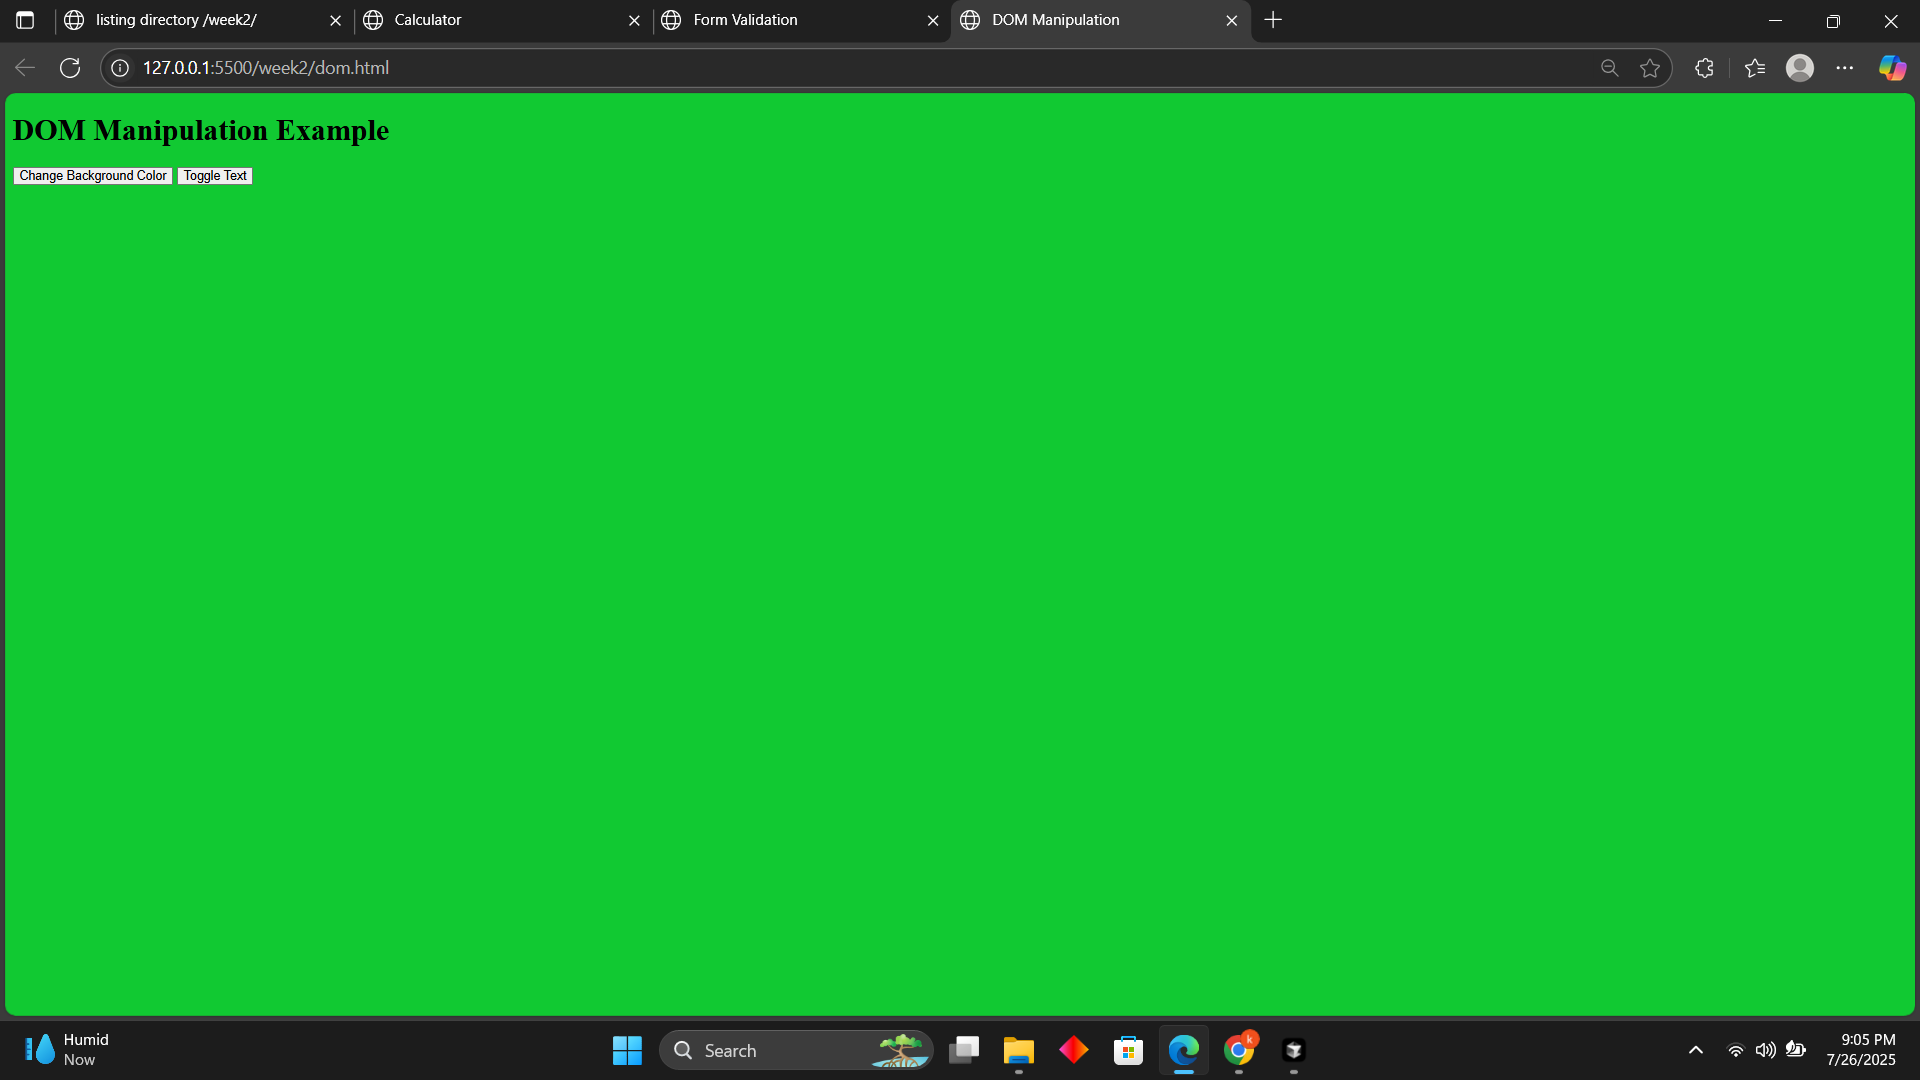 listing directory /week2/
Calculator
Form Validation
DOM Manipulation
127.0.0.1:5500/week2/dom.html
DOM Manipulation Example
Change Background Color Toggle Text
Humid
Now
Search
k
9:05 PM
7/26/2025